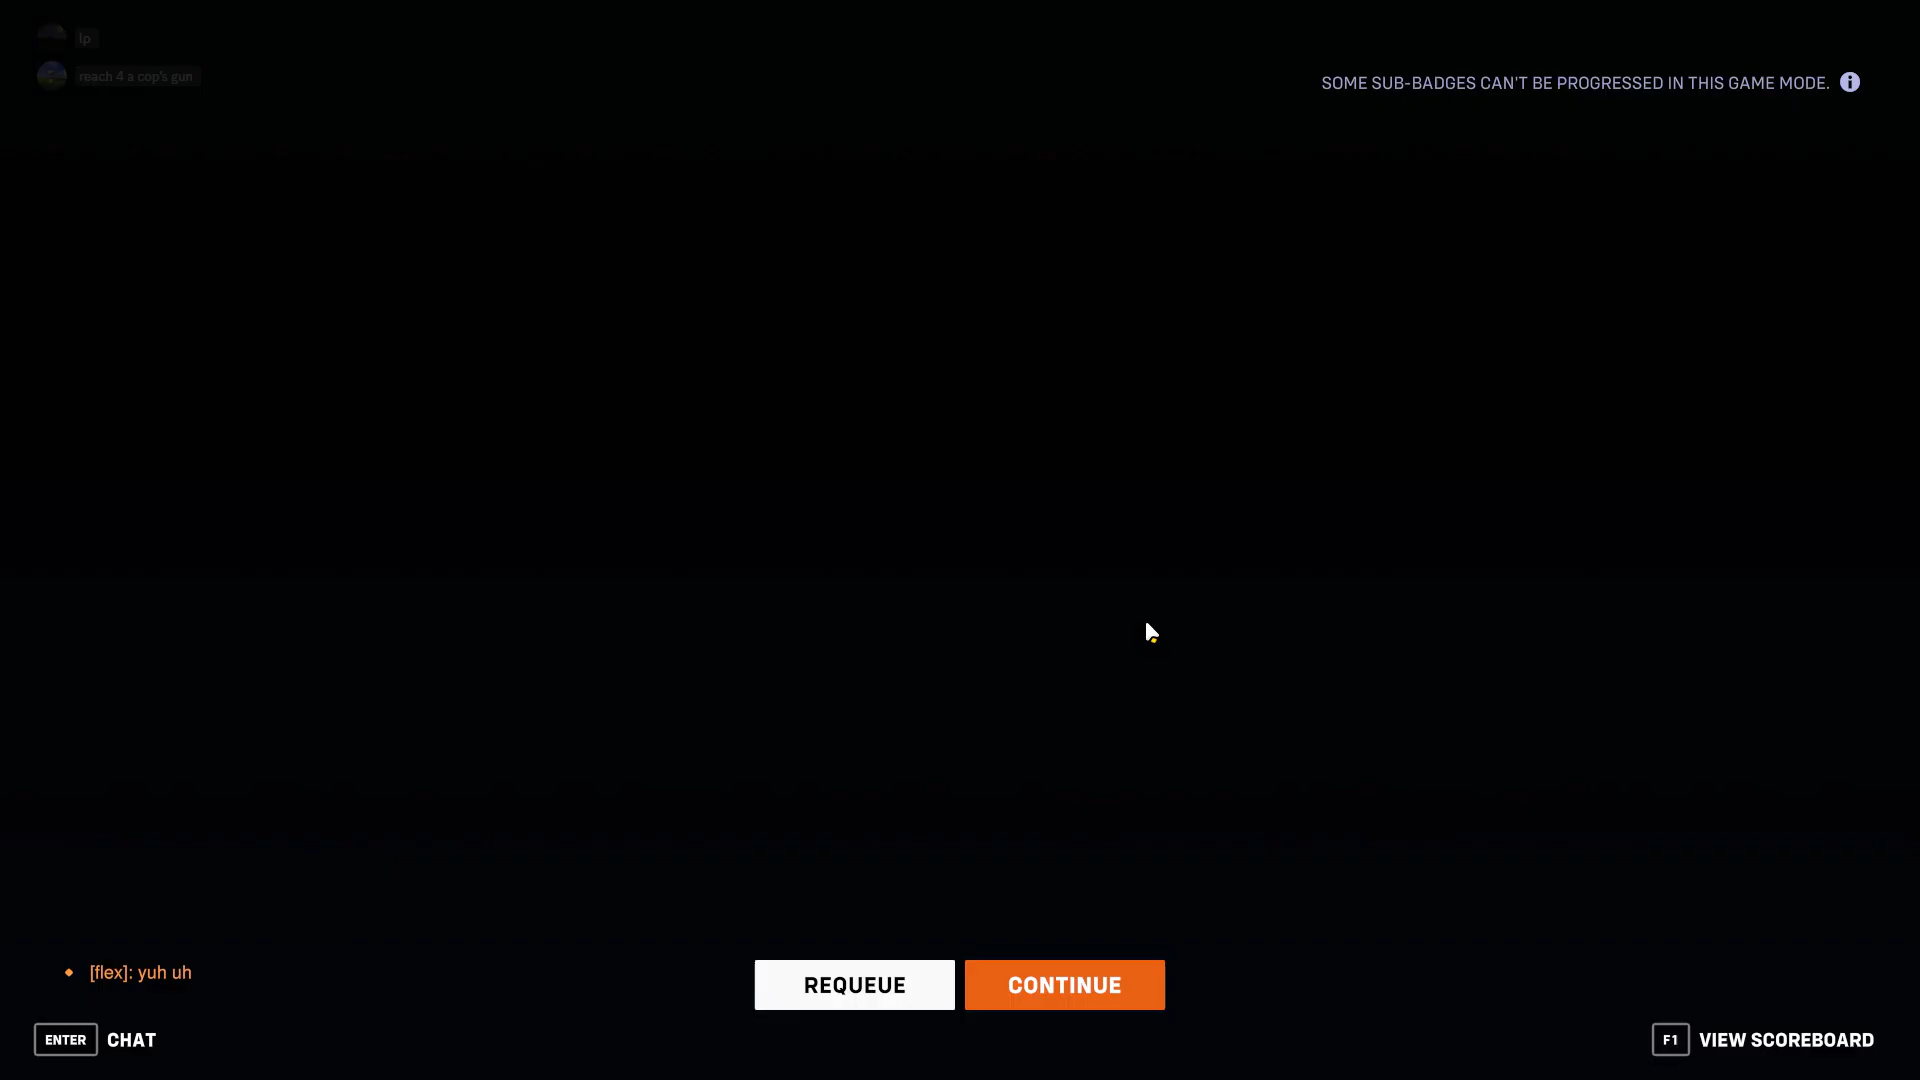 lp
reach 4 a cop's gun
SOME SUB-BADGES CAN'T BE PROGRESSED IN THIS GAME MODE.
[flex]: yuh uh
REQUEUE
CONTINUE
ENTER CHAT
F1 VIEW SCOREBOARD